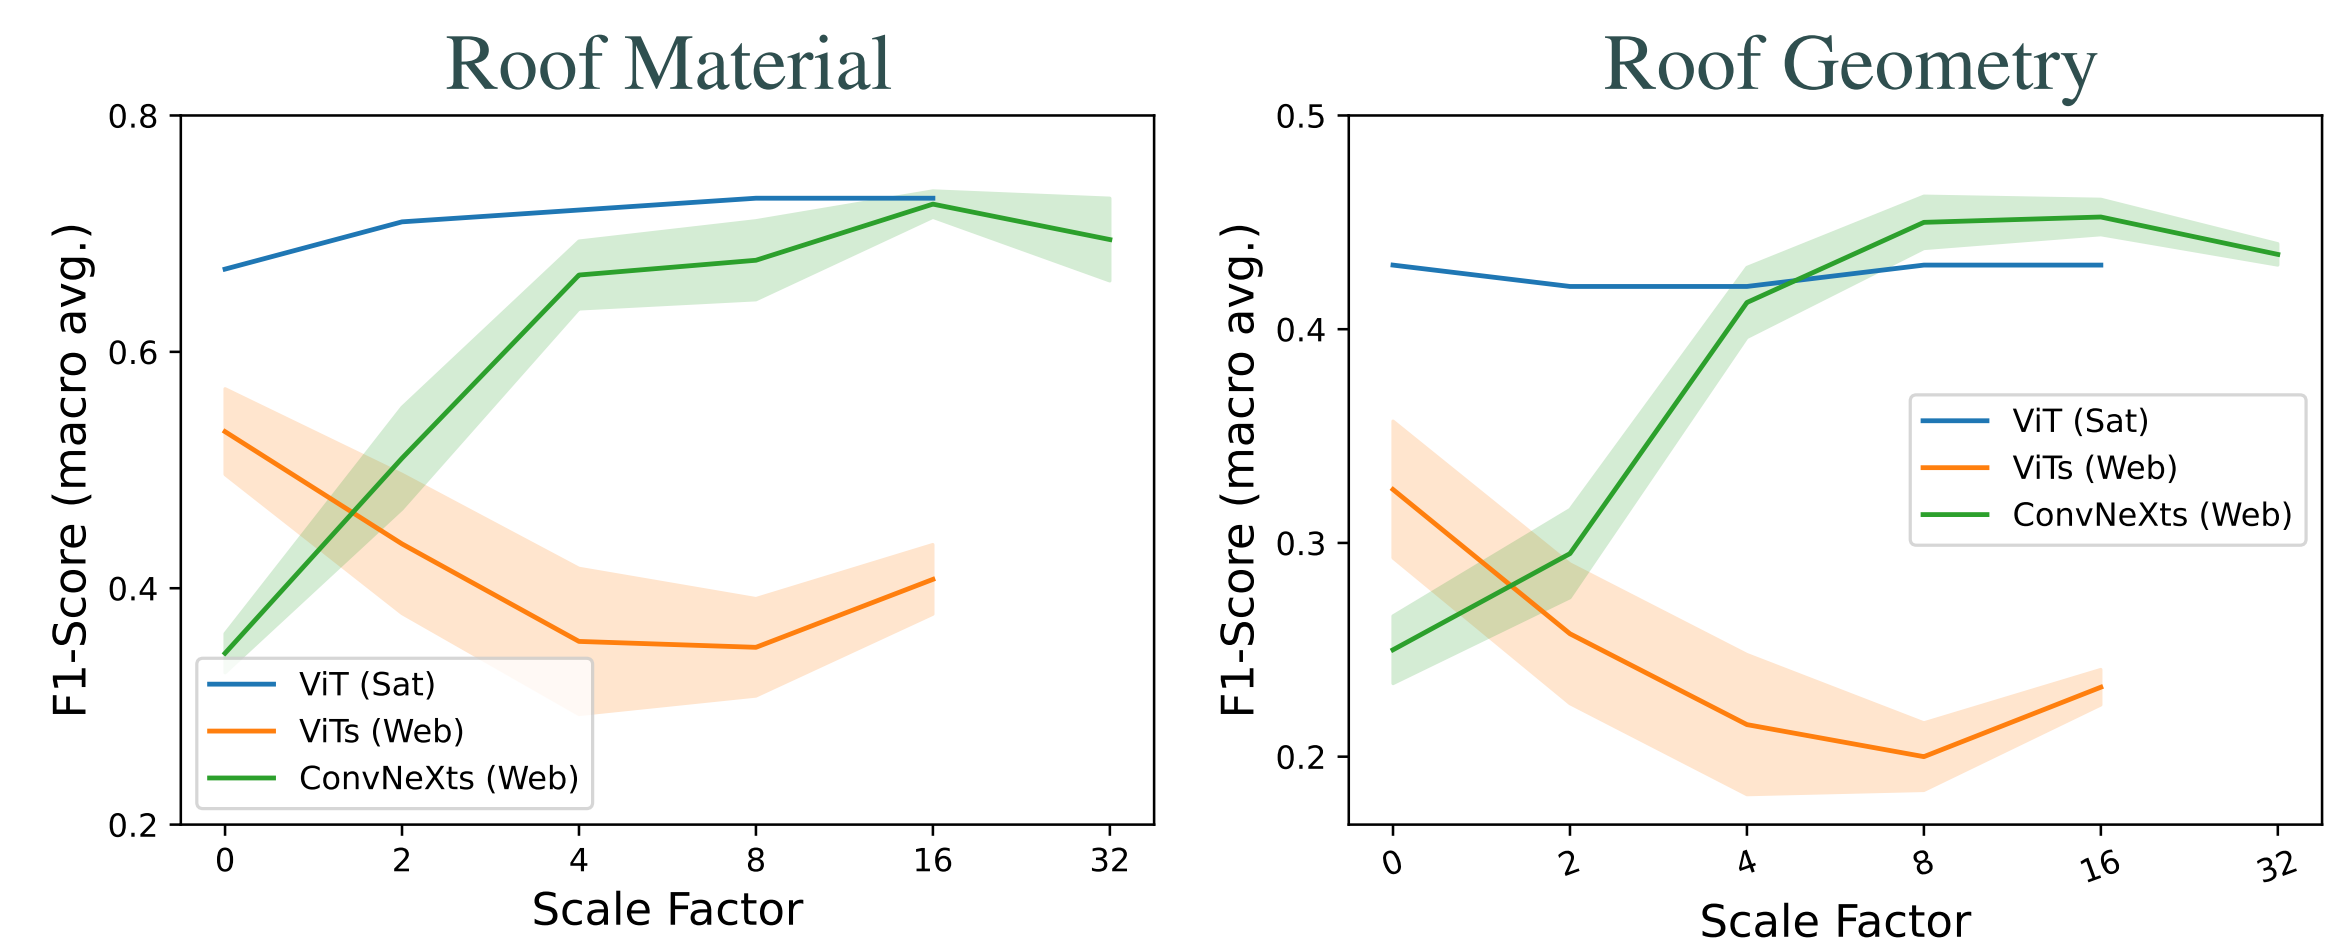 Roof Material
F1-Score (macro avg.)
0.8
0.6
0.4
0.2
ViT (Sat)
ViTs (Web)
ConvNeXts (Web)
0 2 4 8 16 32
Scale Factor
Roof Geometry
F1-Score (macro avg.)
0.5
0.4
0.3
0.2
ViT (Sat)
ViTs (Web)
ConvNeXts (Web)
0 2 4 8 16 32
Scale Factor